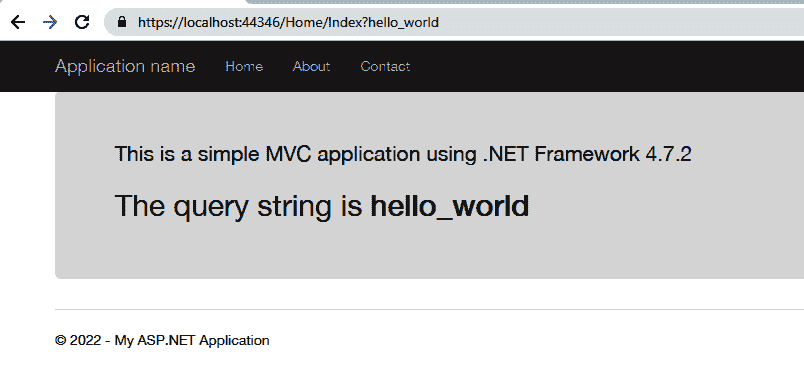 https://localhost:44346/Home/Index?hello_world
Application name Home About Contact
This is a simple MVC application using .NET Framework 4.7.2
The query string is hello_world
© 2022 - My ASP.NET Application